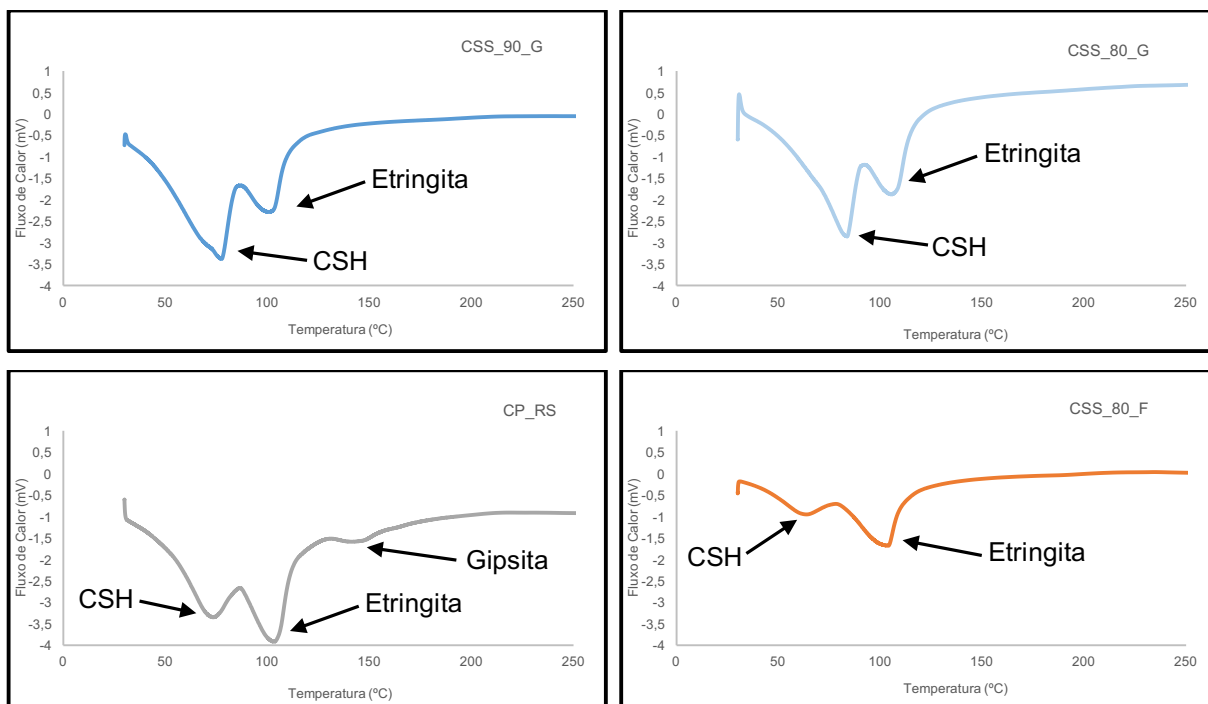 CSS_90_G
1
0,5
0
-0,5
-1
-1,5
-2
-2,5
-3
-3,5
-4
Fluxo de Calor (mV)
Etringita
CSH
0 50 100 150 200 250
Temperatura (ºC)
CSS_80_G
1
0,5
0
-0,5
-1
-1,5
-2
-2,5
-3
-3,5
-4
Fluxo de Calor (mV)
Etringita
CSH
0 50 100 150 200 250
Temperatura (ºC)
CP_RS
1
0,5
0
-0,5
-1
-1,5
-2
-2,5
-3
-3,5
-4
Fluxo de Calor (mV)
Gipsita
CSH
Etringita
0 50 100 150 200 250
Temperatura (ºC)
CSS_80_F
1
0,5
0
-0,5
-1
-1,5
-2
-2,5
-3
-3,5
-4
Fluxo de Calor (mV)
CSH
Etringita
0 50 100 150 200 250
Temperatura (ºC)